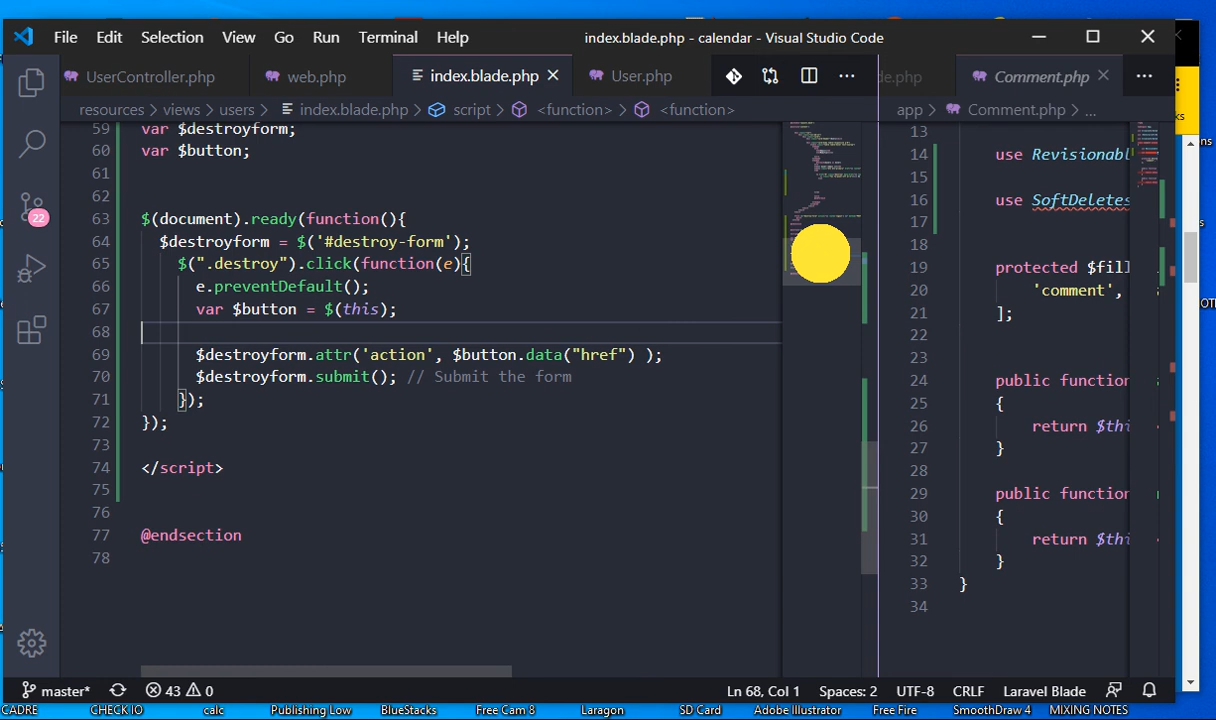 File Edit Selection View Go Run Terminal Help
index.blade.php - calendar - Visual Studio Code
UserController.php web.php index.blade.php User.php de.php Comment.php
resources > views > users > index.blade.php > script > <function> > <function>
app > Comment.php > ...
59 var $destroyform;
60 var $button;
61
62
63 $(document).ready(function(){
64 $destroyform = $('#destroy-form');
65 $(".destroy").click(function(e){
66 e.preventDefault();
67 var $button = $(this);
68
69 $destroyform.attr('action', $button.data("href") );
70 $destroyform.submit(); // Submit the form
71 });
72 });
73
74 </script>
75
76
77 @endsection
78
13
14 use Revisionabl
15
16 use SoftDeletes
17
18
19 protected $fill
20 'comment',
21 ];
22
23
24 public function
25 {
26 return $thi
27 }
28
29 public function
30 {
31 return $thi
32 }
33 }
34
22
master* 43 0 Ln 68, Col 1 Spaces: 2 UTF-8 CRLF Laravel Blade
CADRE CHECK IO calc Publishing Low BlueStacks Free Cam 8 Laragon SD Card Adobe Illustrator Free Fire SmoothDraw 4 MIXING NOTES